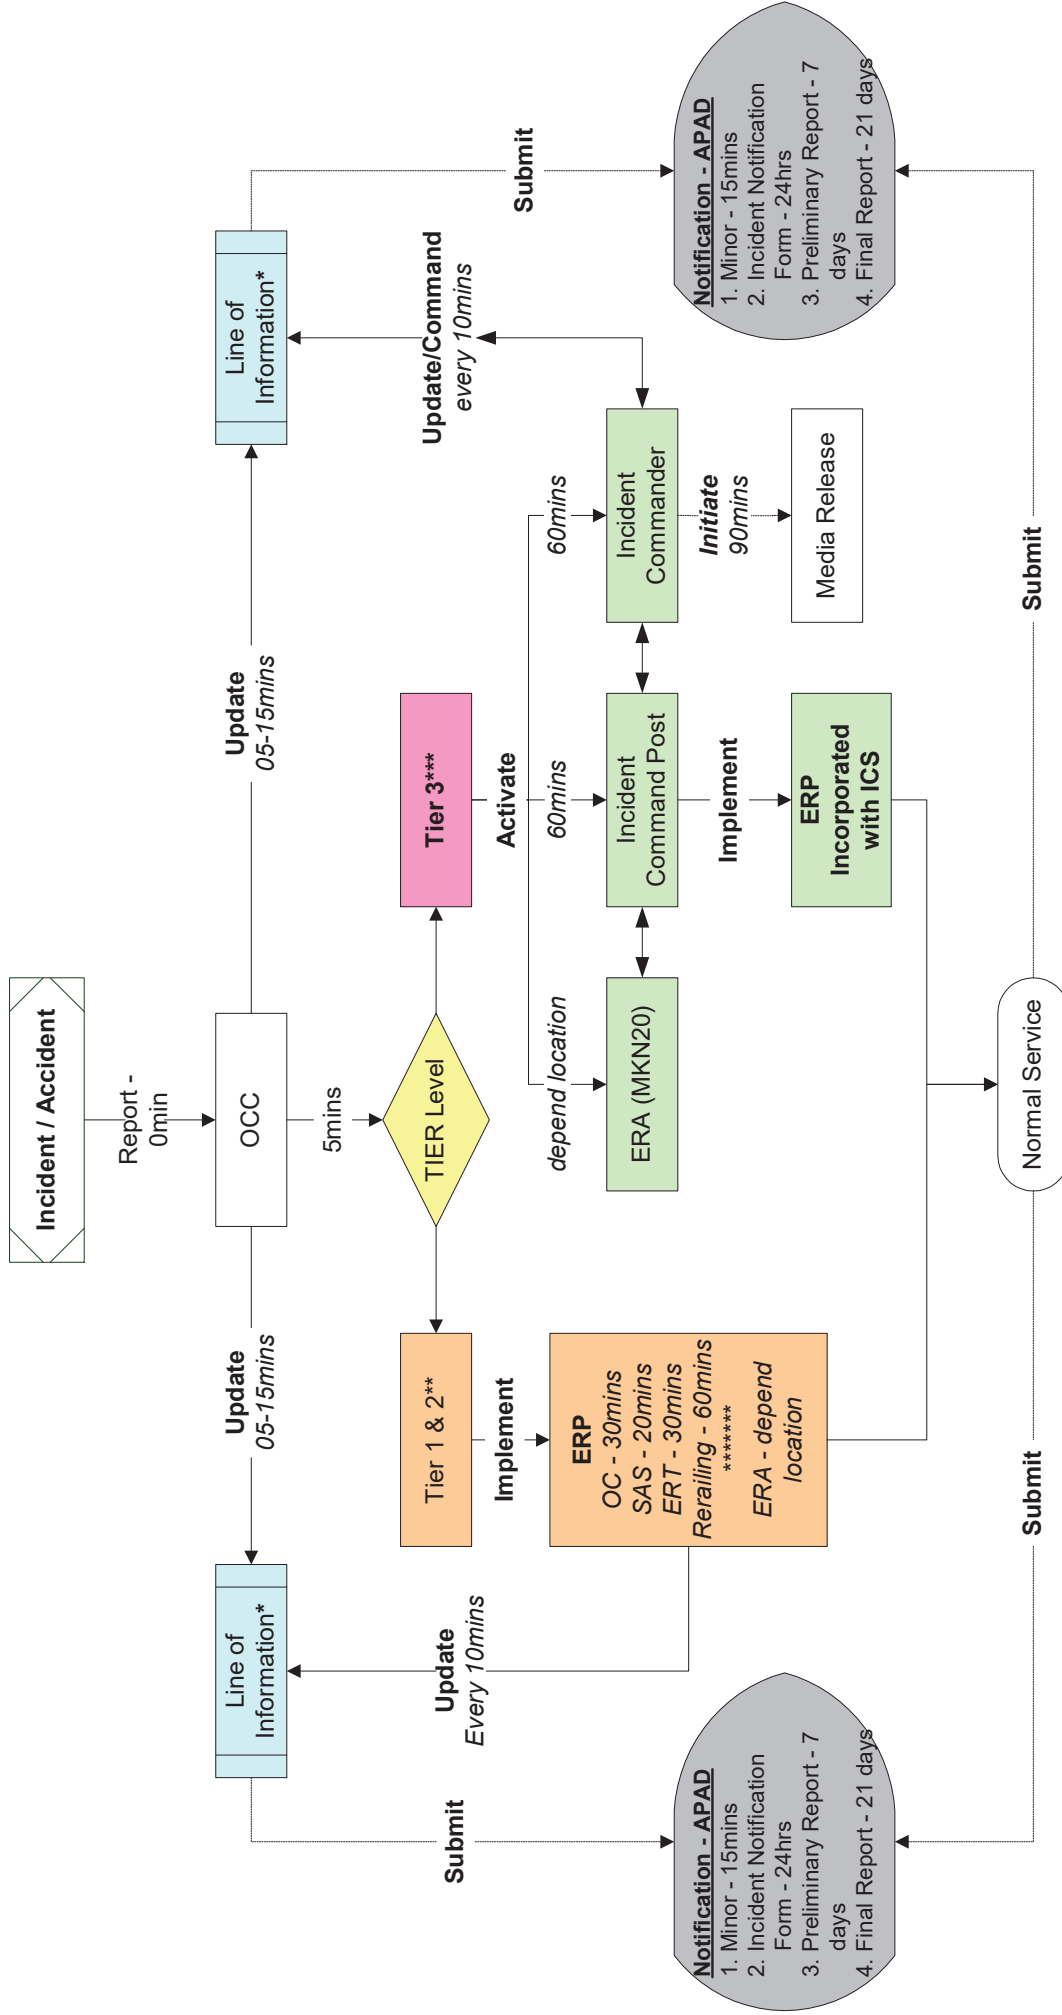 Incident / Accident
Report -
0min
OCC
Update
05-15mins
Update
05-15mins
Line of
Information*
Line of
Information*
5mins
TIER Level
Tier 1 & 2**
Tier 3***
Submit
Update
Every 10mins
Implement
Activate
Update/Command
every 10mins
Submit
depend location
60mins
60mins
ERP
OC - 30mins
SAS - 20mins
ERT - 30mins
Rerailing - 60mins
*******
ERA - depend
location
ERA (MKN20)
Incident
Command Post
Incident
Commander
Implement
Initiate
90mins
Notification - APAD
1. Minor - 15mins
2. Incident Notification
Form - 24hrs
3. Preliminary Report - 7
days
4. Final Report - 21 days
ERP
Incorporated
with ICS
Media Release
Notification - APAD
1. Minor - 15mins
2. Incident Notification
Form - 24hrs
3. Preliminary Report - 7
days
4. Final Report - 21 days
Submit
Normal Service
Submit